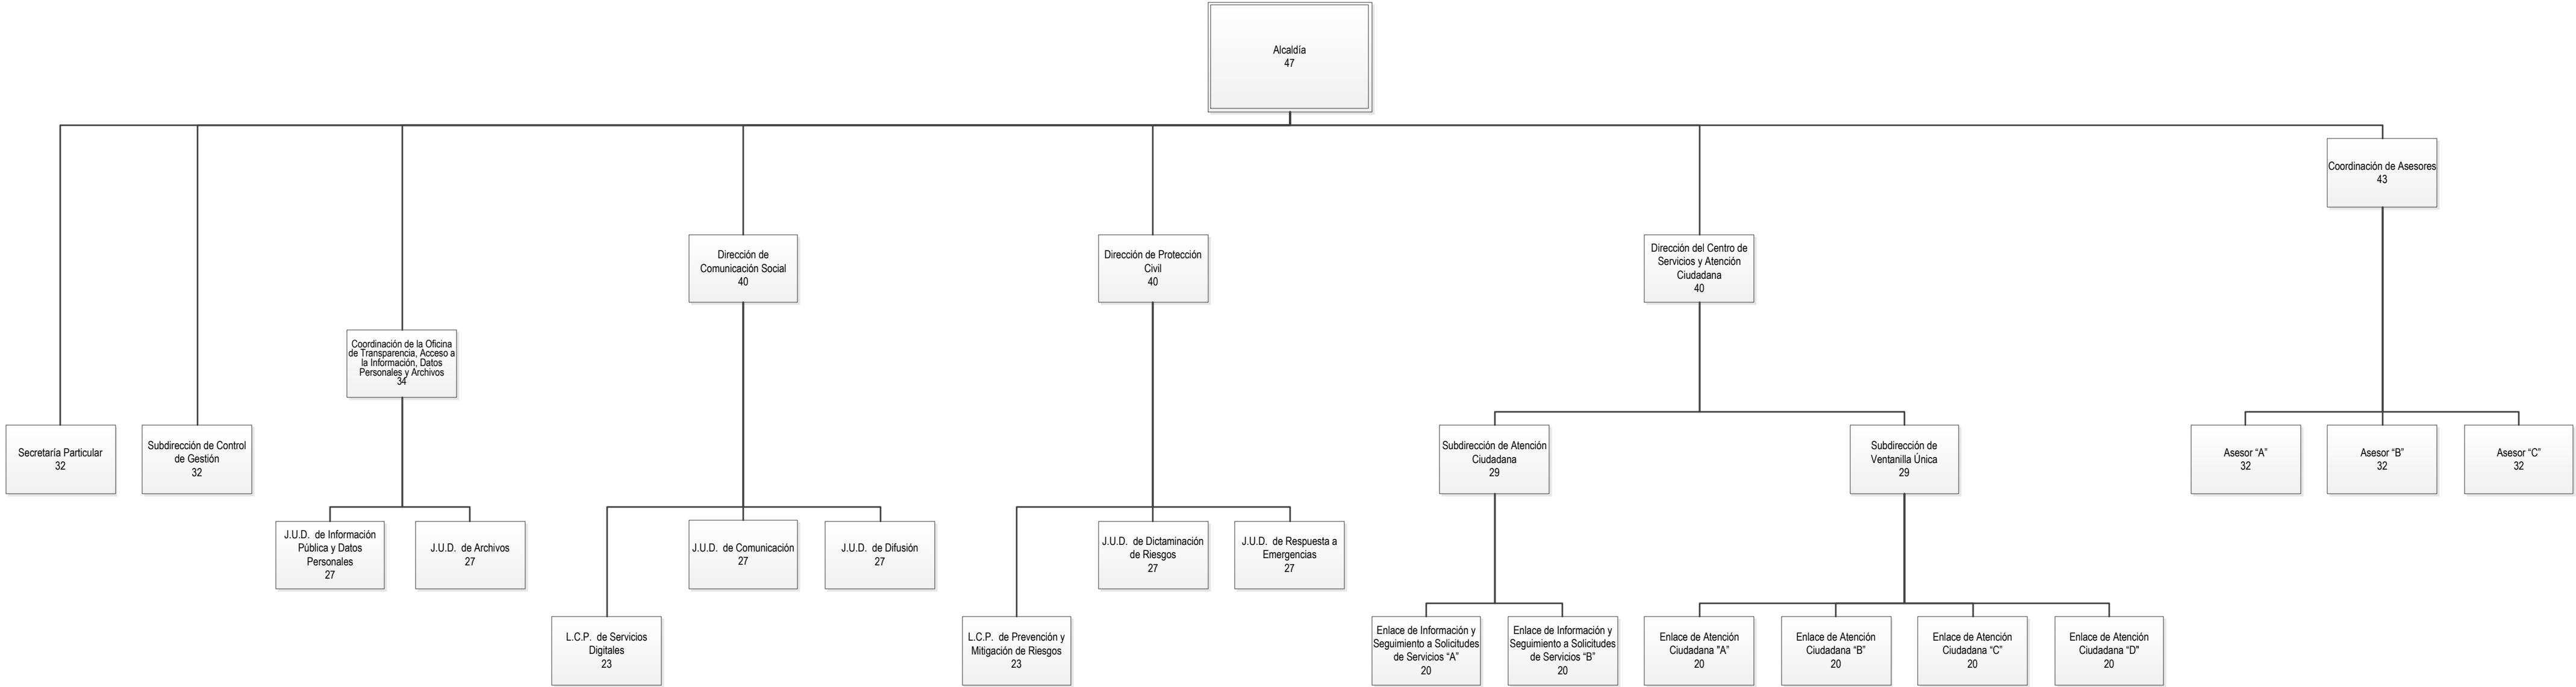 Alcaldía
47
Coordinación de Asesores
43
Dirección de
Comunicación Social
40
Dirección de Protección
Civil
40
Dirección del Centro de
Servicios y Atención
Ciudadana
40
Coordinación de la Oficina
de Transparencia, Acceso a
la Información, Datos
Personales y Archivos
34
Secretaría Particular
32
Subdirección de Control
de Gestión
32
Subdirección de Atención
Ciudadana
29
Subdirección de
Ventanilla Única
29
Asesor “A”
32
Asesor “B”
32
Asesor “C”
32
J.U.D. de Información
Pública y Datos
Personales
27
J.U.D. de Archivos
27
J.U.D. de Comunicación
27
J.U.D. de Difusión
27
J.U.D. de Dictaminación
de Riesgos
27
J.U.D. de Respuesta a
Emergencias
27
L.C.P. de Servicios
Digitales
23
L.C.P. de Prevención y
Mitigación de Riesgos
23
Enlace de Información y
Seguimiento a Solicitudes
de Servicios “A”
20
Enlace de Información y
Seguimiento a Solicitudes
de Servicios “B”
20
Enlace de Atención
Ciudadana "A”
20
Enlace de Atención
Ciudadana “B”
20
Enlace de Atención
Ciudadana “C”
20
Enlace de Atención
Ciudadana “D"
20